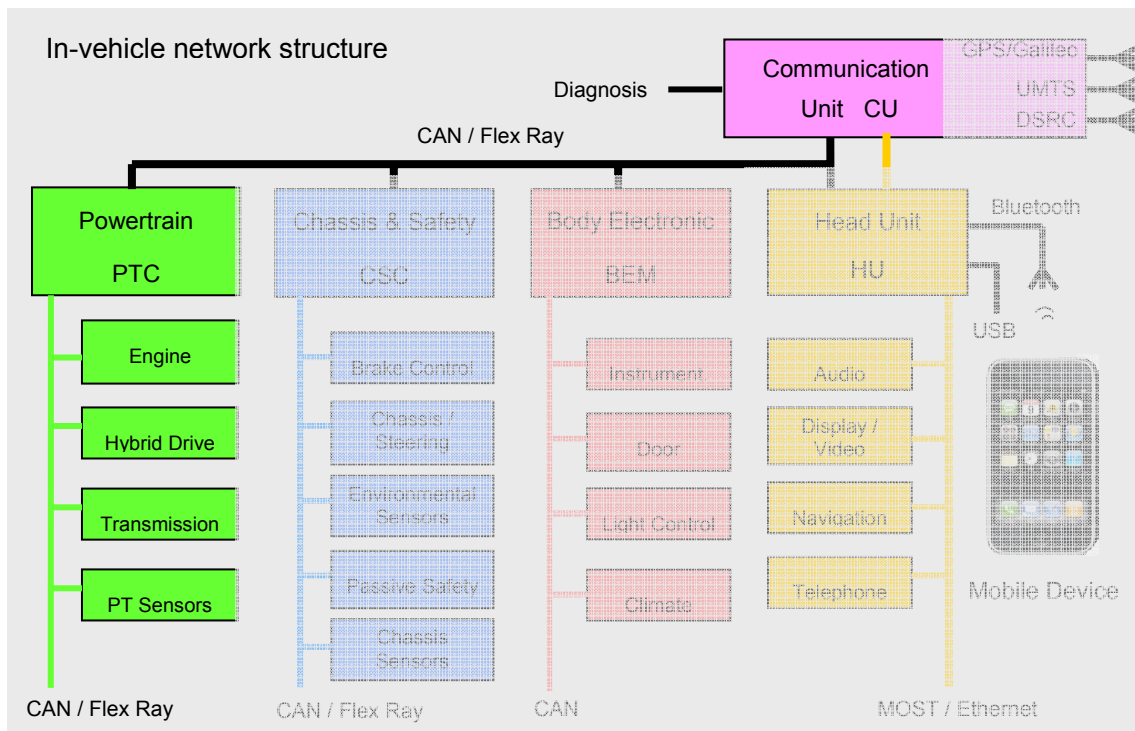 In-vehicle network structure
GPS/Galileo
Communication
Unit CU
UMTS
DSRC
Diagnosis
CAN / Flex Ray
Powertrain
PTC
Chassis & Safety
CSC
Body Electronic
BEM
Head Unit
HU
Bluetooth
USB
Engine
Hybrid Drive
Transmission
PT Sensors
Brake Control
Chassis /
Steering
Environmental
Sensors
Passive Safety
Chassis
Sensors
Instrument
Door
Light Control
Climate
Audio
Display /
Video
Navigation
Telephone
Mobile Device
CAN / Flex Ray
CAN / Flex Ray
CAN
MOST / Ethernet